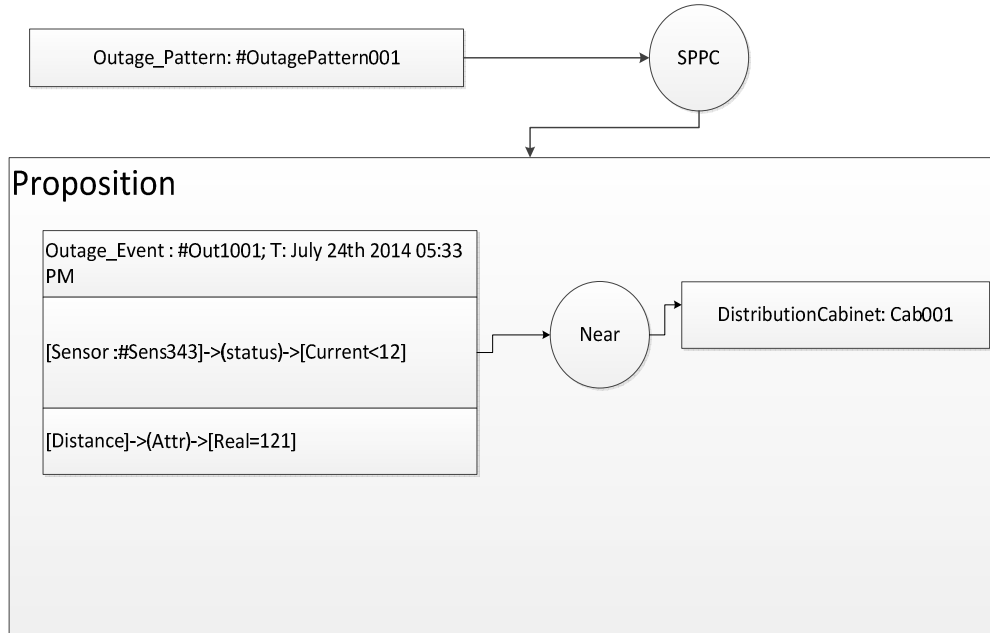 Outage_Pattern: #OutagePattern001
SPPC
Proposition
Outage_Event : #Out1001; T: July 24th 2014 05:33
PM
[Sensor :#Sens343]->(status)->[Current<12]
Near
DistributionCabinet: Cab001
[Distance]->(Attr)->[Real=121]